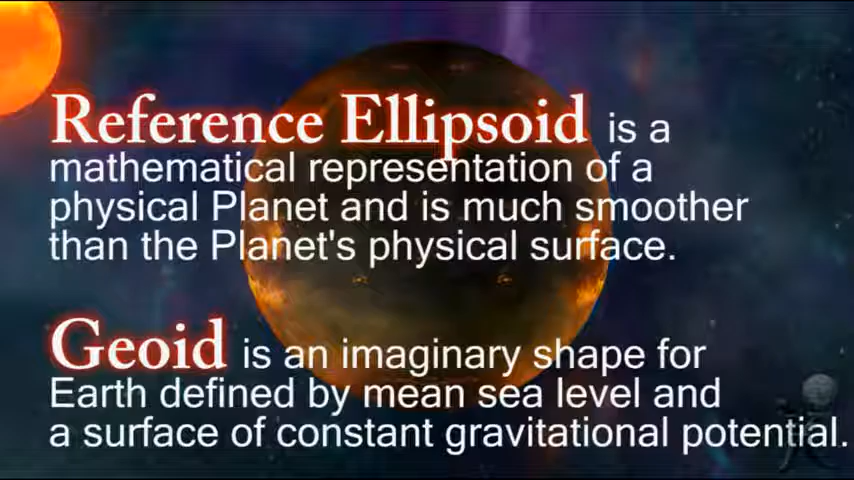 Reference Ellipsoid is a
mathematical representation of a
physical Planet and is much smoother
than the Planet's physical surface.
Geoid is an imaginary shape for
Earth defined by mean sea level and
a surface of constant gravitational potential.